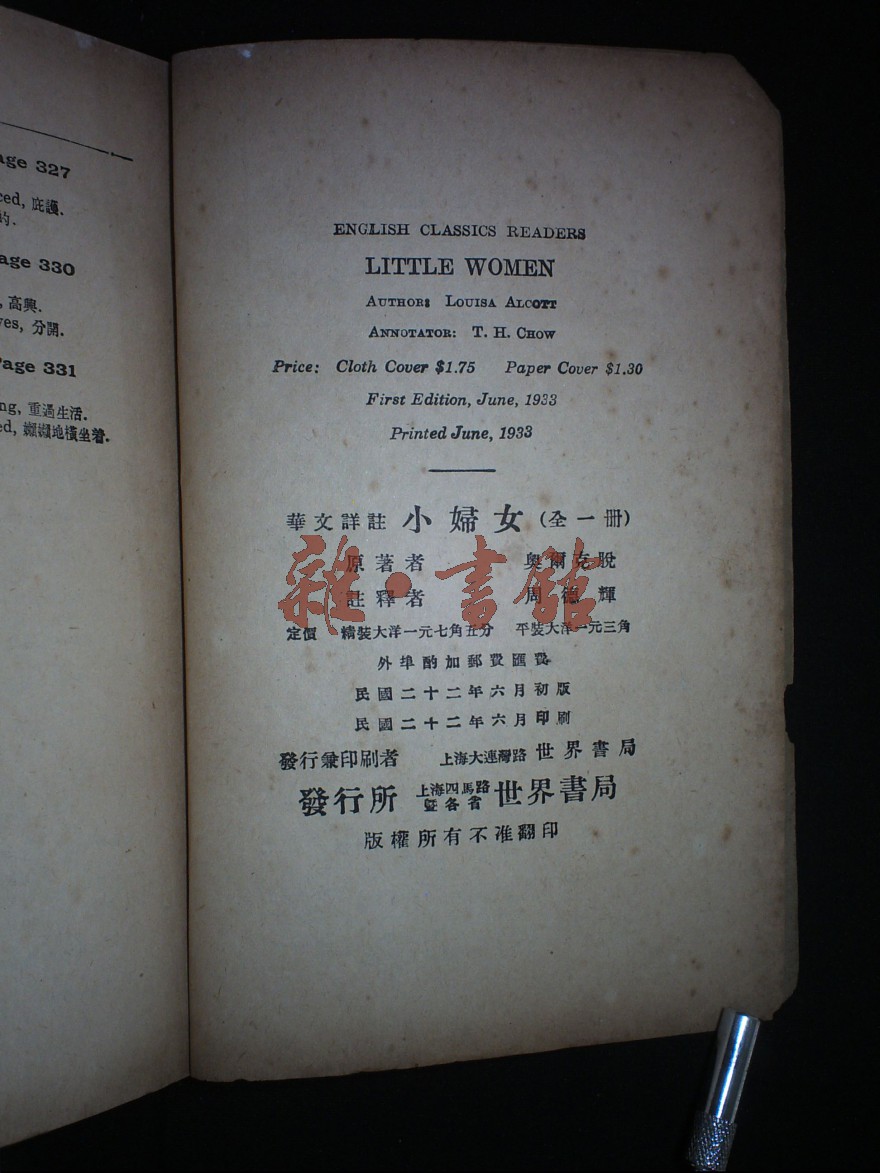 age 327
ced, 庇護.
的.
age 330
, 高興.
ves, 分開.
Page 331
ng, 重過生活.
ed, 嬾嬾地橫坐着.
ENGLISH CLASSICS READERS
LITTLE WOMEN
AUTHOR: LOUISA ALCOTT
ANNOTATOR: T. H. CHOW
Price: Cloth Cover $1.75 Paper Cover $1.30
First Edition, June, 1933
Printed June, 1933
華文詳註 小婦女 (全一冊)
原著者 奧爾克脫
註釋者 周德輝
雜·書館
定價 精裝大洋一元七角五分 平裝大洋一元三角
外埠酌加郵費匯費
民國二十二年六月初版
民國二十二年六月印刷
發行兼印刷者 上海大連灣路 世界書局
發行所 上海四馬路暨各省 世界書局
版權所有不准翻印